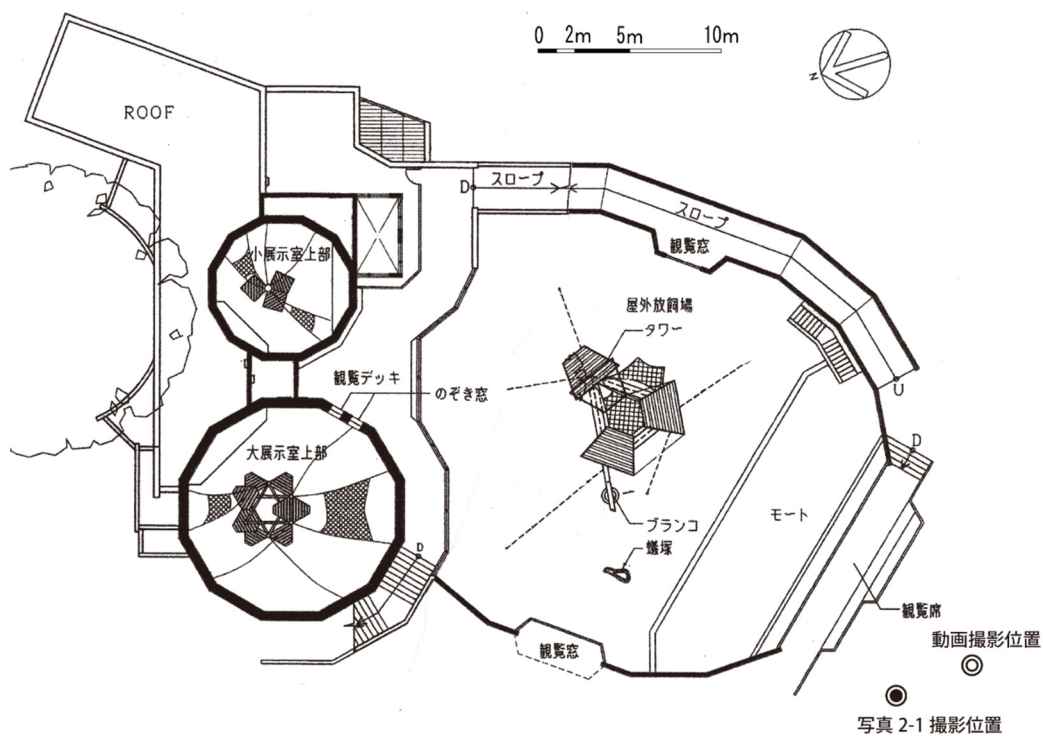 0 2m 5m 10m
N
ROOF
スロープ
D
スロープ
観覧窓
小展示室上部
屋外放飼場
タワー
観覧デッキ
のぞき窓
U
大展示室上部
D
モート
ブランコ
蟻塚
D
観覧席
観覧窓
動画撮影位置
写真 2-1 撮影位置